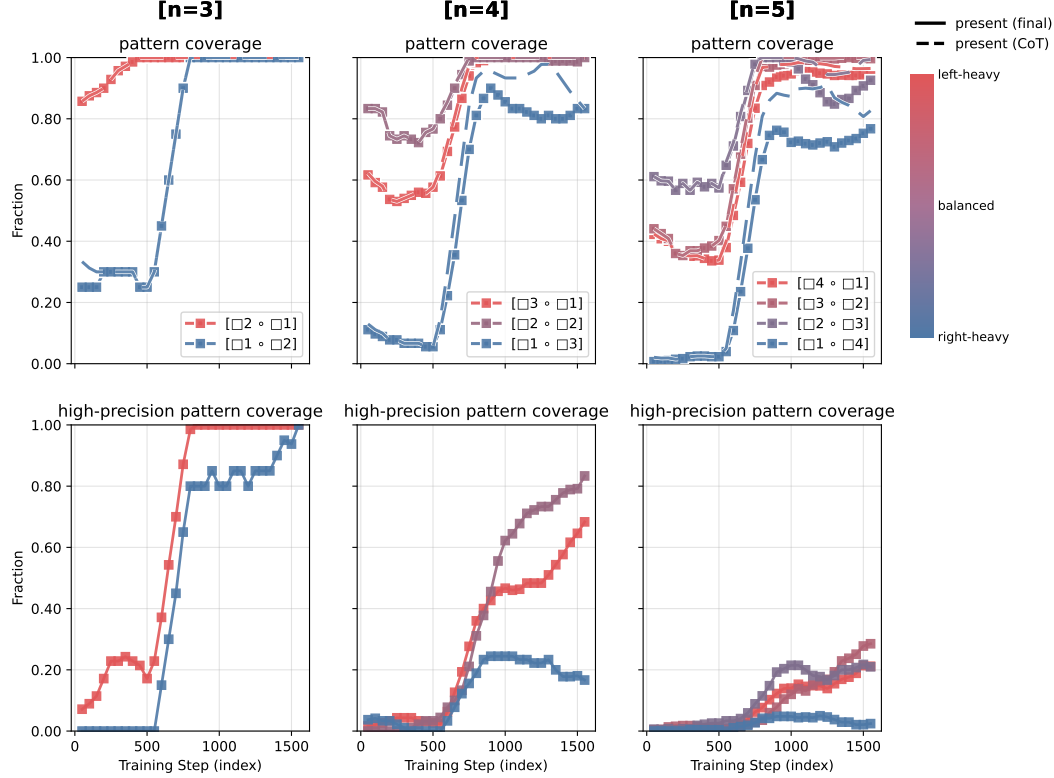 [n=3]
[n=4]
[n=5]
present (final)
present (CoT)
pattern coverage
pattern coverage
pattern coverage
left-heavy
balanced
right-heavy
Fraction
1.00
0.80
0.60
0.40
0.20
0.00
[□2 ∘ □1]
[□1 ∘ □2]
[□3 ∘ □1]
[□2 ∘ □2]
[□1 ∘ □3]
[□4 ∘ □1]
[□3 ∘ □2]
[□2 ∘ □3]
[□1 ∘ □4]
high-precision pattern coverage
high-precision pattern coverage
high-precision pattern coverage
Fraction
1.00
0.80
0.60
0.40
0.20
0.00
0 500 1000 1500
0 500 1000 1500
0 500 1000 1500
Training Step (index)
Training Step (index)
Training Step (index)